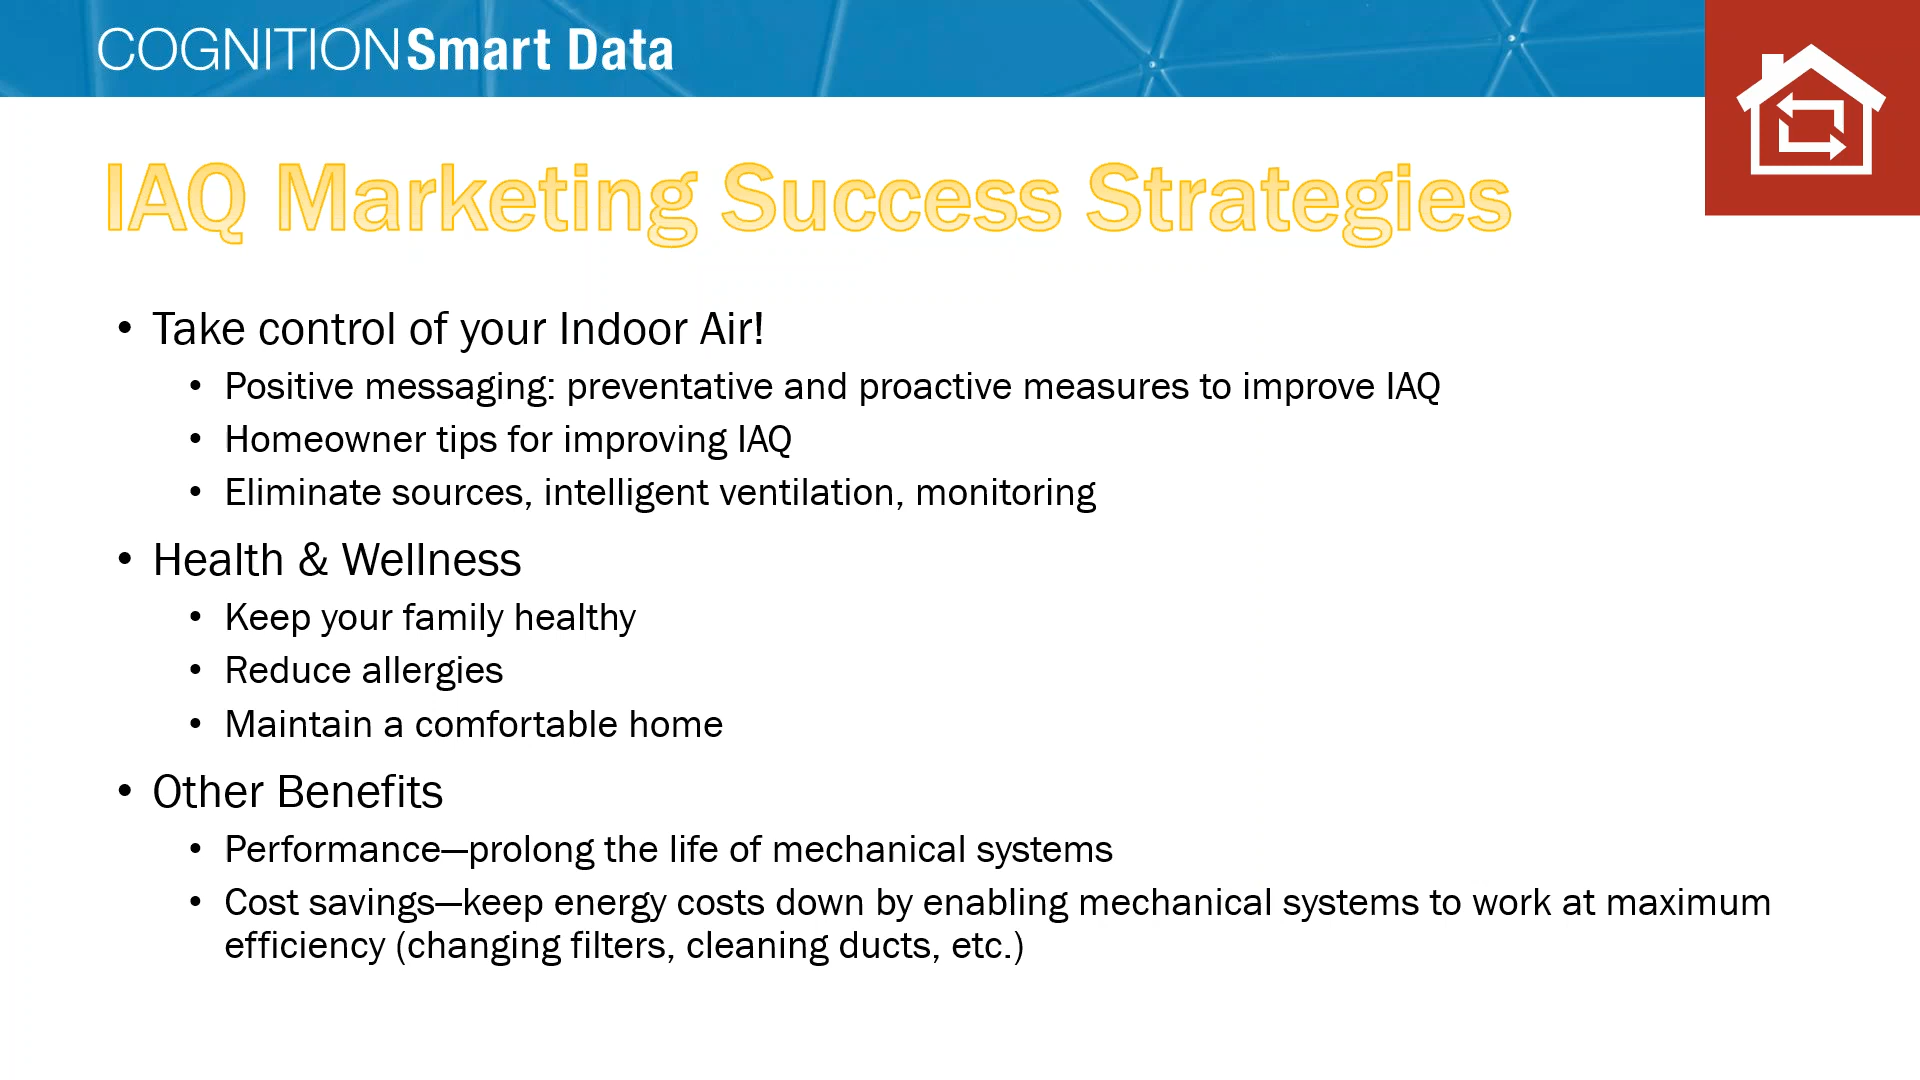 COGNITION Smart Data
IAQ Marketing Success Strategies
• Take control of your Indoor Air!
• Positive messaging: preventative and proactive measures to improve IAQ
• Homeowner tips for improving IAQ
• Eliminate sources, intelligent ventilation, monitoring
• Health & Wellness
• Keep your family healthy
• Reduce allergies
• Maintain a comfortable home
• Other Benefits
• Performance—prolong the life of mechanical systems
• Cost savings—keep energy costs down by enabling mechanical systems to work at maximum
efficiency (changing filters, cleaning ducts, etc.)